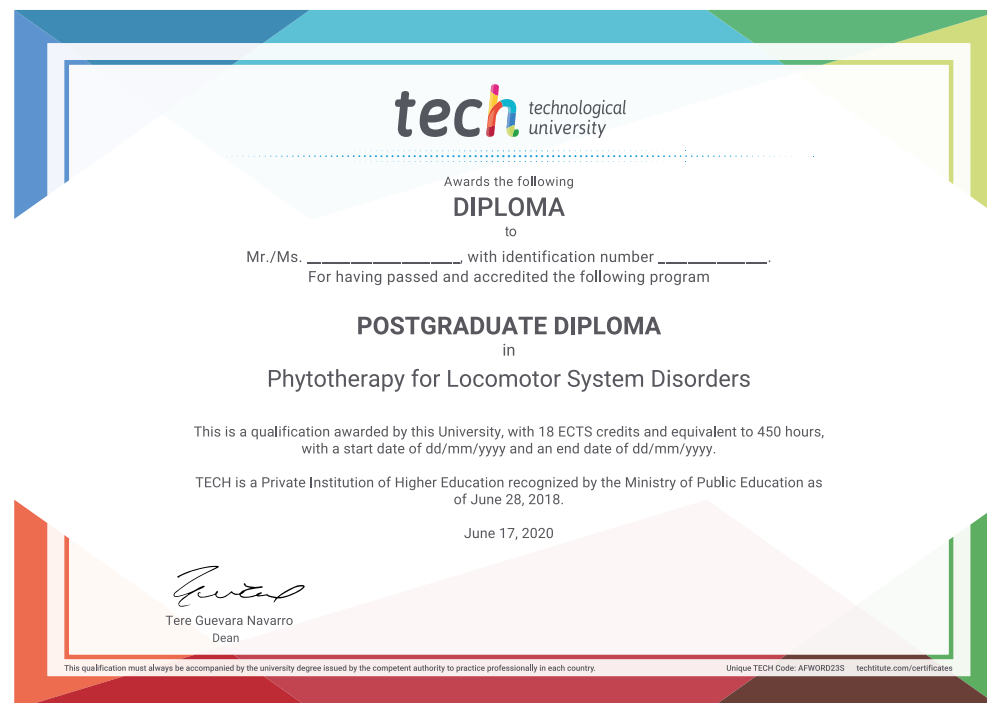 tech technological
university
Awards the following
DIPLOMA
to
Mr./Ms. ____________________, with identification number ______________.
For having passed and accredited the following program
POSTGRADUATE DIPLOMA
in
Phytotherapy for Locomotor System Disorders
This is a qualification awarded by this University, with 18 ECTS credits and equivalent to 450 hours,
with a start date of dd/mm/yyyy and an end date of dd/mm/yyyy.
TECH is a Private Institution of Higher Education recognized by the Ministry of Public Education as
of June 28, 2018.
June 17, 2020
Tere Guevara Navarro
Dean
This qualification must always be accompanied by the university degree issued by the competent authority to practice professionally in each country.
Unique TECH Code: AFWORD23S techtitute.com/certificates